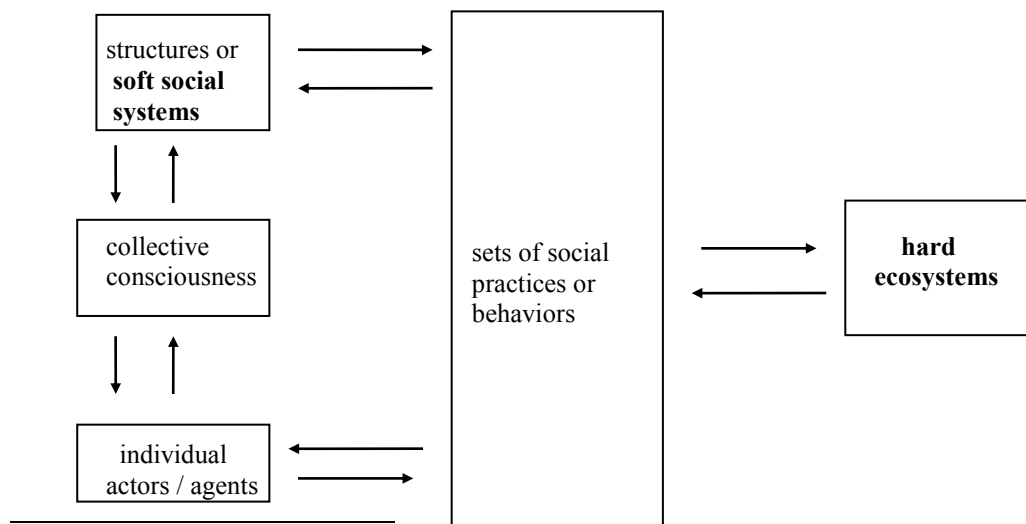 structures or
soft social
systems
collective
consciousness
individual
actors / agents
sets of social
practices or
behaviors
hard
ecosystems